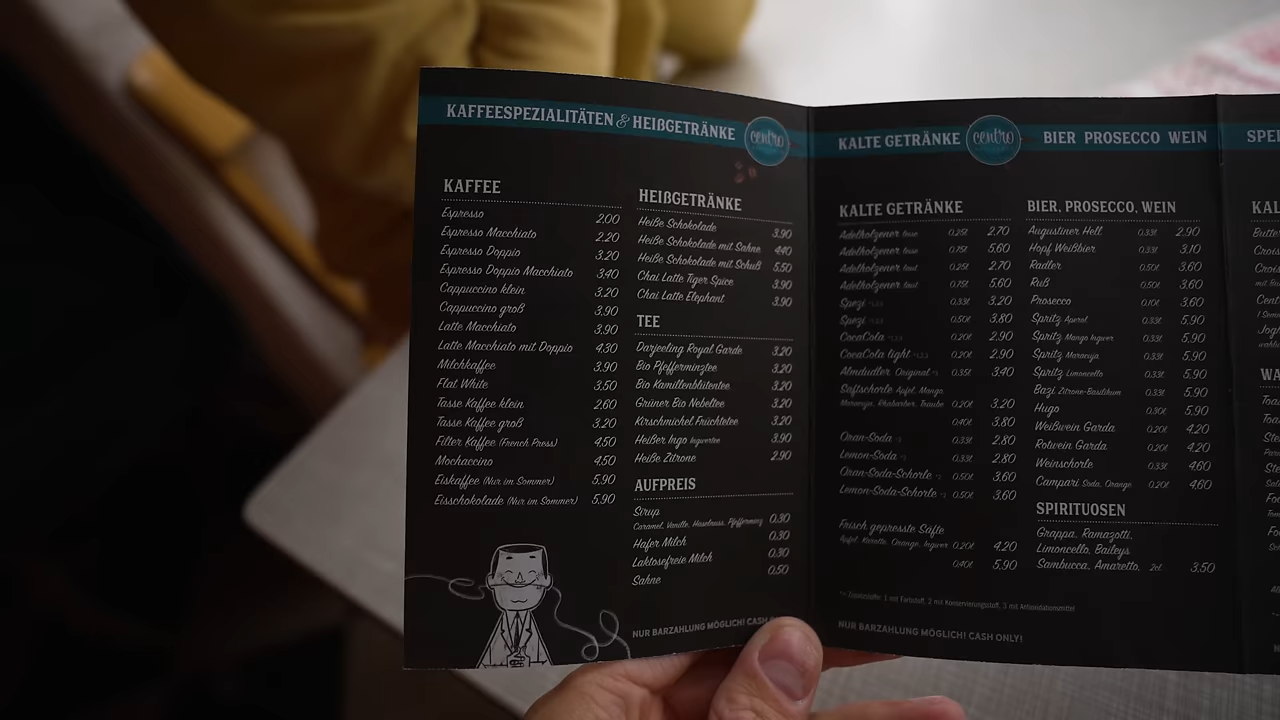 KAFFEESPEZIALITÄTEN & HEIßGETRÄNKE
centro
KAFFEE
Espresso 2.00
Espresso Macchiato 2.20
Espresso Doppio 3.20
Espresso Doppio Macchiato 3.40
Cappuccino klein 3.20
Cappuccino groß 3.90
Latte Macchiato 3.90
Latte Macchiato mit Doppio 4.30
Milchkaffee 3.90
Flat White 3.50
Tasse Kaffee klein 2.60
Tasse Kaffee groß 3.20
Filter Kaffee (French Press) 4.50
Mochaccino 4.50
Eiskaffee (Nur im Sommer) 5.90
Eisschokolade (Nur im Sommer) 5.90
HEIßGETRÄNKE
Heiße Schokolade 3.90
Heiße Schokolade mit Sahne 4.40
Heiße Schokolade mit Schuß 5.50
Chai Latte Tiger Spice 3.90
Chai Latte Elephant 3.90
TEE
Darjeeling Royal Garde 3.20
Bio Pfefferminztee 3.20
Bio Kamillenblütentee 3.20
Grüner Bio Nebeltee 3.20
Kirschmichel Früchtetee 3.20
Heißer Ingo Ingwertee 3.90
Heiße Zitrone 2.90
AUFPREIS
Sirup
Caramel, Vanille, Haselnuss, Pfefferminz 0.30
Hafer Milch 0.30
Laktosefreie Milch 0.30
Sahne 0.50
NUR BARZAHLUNG MÖGLICH! CASH
KALTE GETRÄNKE
centro
BIER PROSECCO WEIN
KALTE GETRÄNKE
Adelholzener 0,25l 2.70
Adelholzener 0,75l 5.60
Adelholzener 0,25l 2.70
Adelholzener 0,75l 5.60
Spezi 0,33l 3.20
Spezi 0,50l 3.80
CocaCola 0,20l 2.90
CocaCola light 0,20l 2.90
Almdudler Original 0,35l 3.40
Saftschorle Apfel, Mango,
Maracuja, Rhabarber, Traube 0,20l 3.20
0,40l 3.80
Oran-Soda 0,33l 2.80
Lemon-Soda 0,33l 2.80
Oran-Soda-Schorle 0,50l 3.60
Lemon-Soda-Schorle 0,50l 3.60
Frisch gepresste Säfte
Apfel, Karotte, Orange, Ingwer 0,20l 4.20
0,40l 5.90
BIER, PROSECCO, WEIN
Augustiner Hell 0,33l 2.90
Hopf Weißbier 0,33l 3.10
Radler 0,50l 3.60
Ruß 0,50l 3.60
Prosecco 0,10l 3.60
Spritz Aperol 0,33l 5.90
Spritz Mango Ingwer 0,33l 5.90
Spritz Maracuja 0,33l 5.90
Spritz Limoncello 0,33l 5.90
Bazi Zitrone-Basilikum 0,33l 5.90
Hugo 0,30l 5.90
Weißwein Garda 0,20l 4.20
Rotwein Garda 0,20l 4.20
Weinschorle 0,33l 4.60
Campari Soda, Orange 0,20l 4.60
SPIRITUOSEN
Grappa, Ramazotti,
Limoncello, Baileys
Sambucca, Amaretto, 2cl 3.50
*= Zusatzstoffe: 1 mit Farbstoff, 2 mit Konservierungsstoff, 3 mit Antioxidationsmittel
NUR BARZAHLUNG MÖGLICH! CASH ONLY!